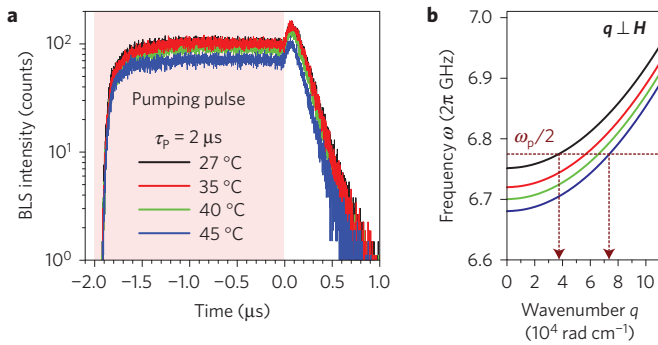 a
BLS intensity (counts)
10²
10¹
10⁰
Pumping pulse
τP = 2 μs
27 °C
35 °C
40 °C
45 °C
−2.0 −1.5 −1.0 −0.5 0.0 0.5 1.0
Time (μs)
b
q ⊥ H
Frequency ω (2π GHz)
7.0
6.9
6.8
6.7
6.6
ωp/2
0 2 4 6 8 10
Wavenumber q
(10⁴ rad cm⁻¹)